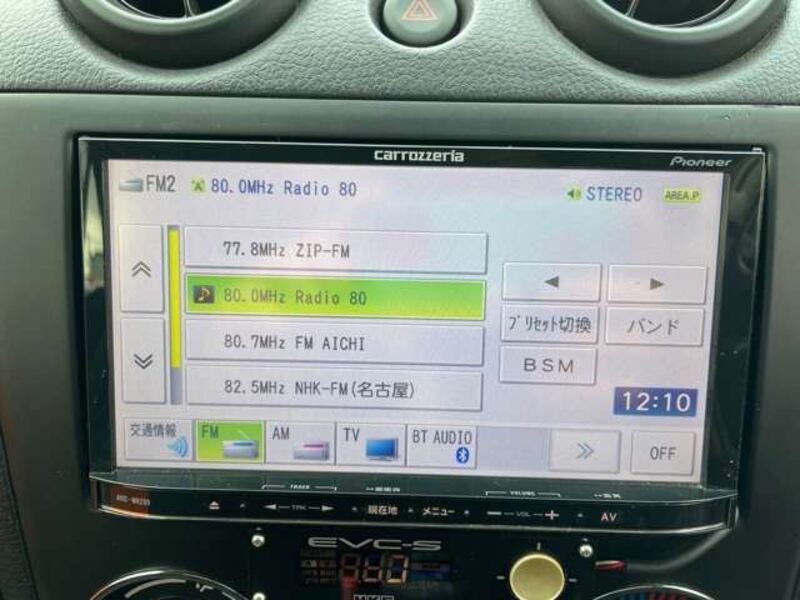 carrozzeria
Pioneer
FM2 80.0MHz Radio 80 STEREO AREA.P
77.8MHz ZIP-FM
80.0MHz Radio 80
80.7MHz FM AICHI
82.5MHz NHK-FM(名古屋)
プリセット切換 バンド
BSM
12:10
交通情報 FM AM TV BT AUDIO OFF
TRK 現在地 メニュー VOL AV
EVC-S
HKS